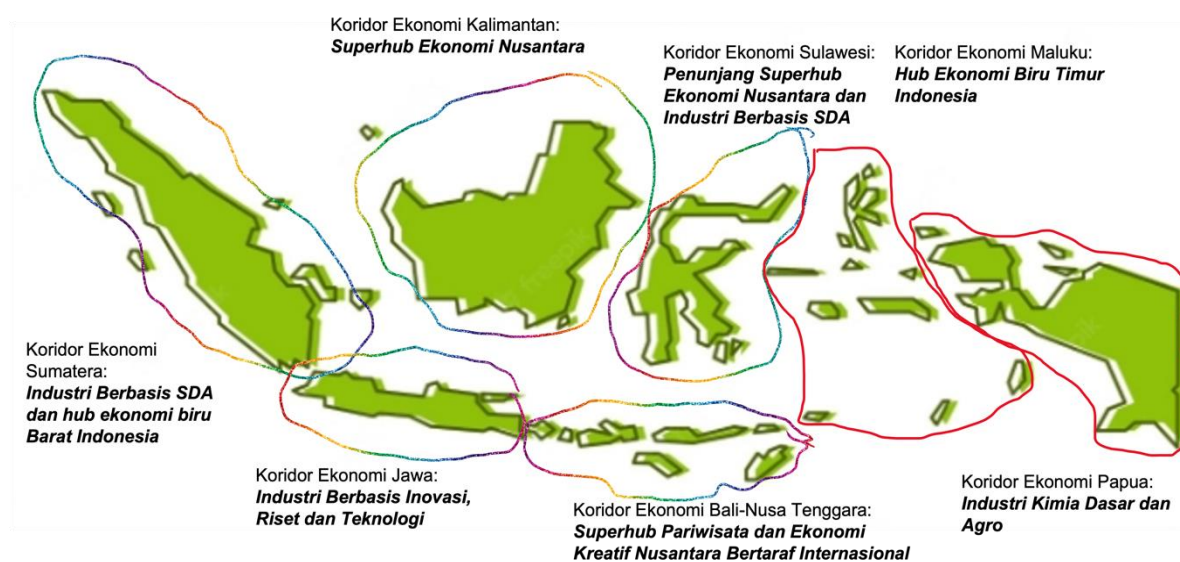 Koridor Ekonomi Kalimantan:
Superhub Ekonomi Nusantara
Koridor Ekonomi Sulawesi:
Penunjang Superhub
Ekonomi Nusantara dan
Industri Berbasis SDA
Koridor Ekonomi Maluku:
Hub Ekonomi Biru Timur
Indonesia
Koridor Ekonomi
Sumatera:
Industri Berbasis SDA
dan hub ekonomi biru
Barat Indonesia
Koridor Ekonomi Jawa:
Industri Berbasis Inovasi,
Riset dan Teknologi
Koridor Ekonomi Bali-Nusa Tenggara:
Superhub Pariwisata dan Ekonomi
Kreatif Nusantara Bertaraf Internasional
Koridor Ekonomi Papua:
Industri Kimia Dasar dan
Agro